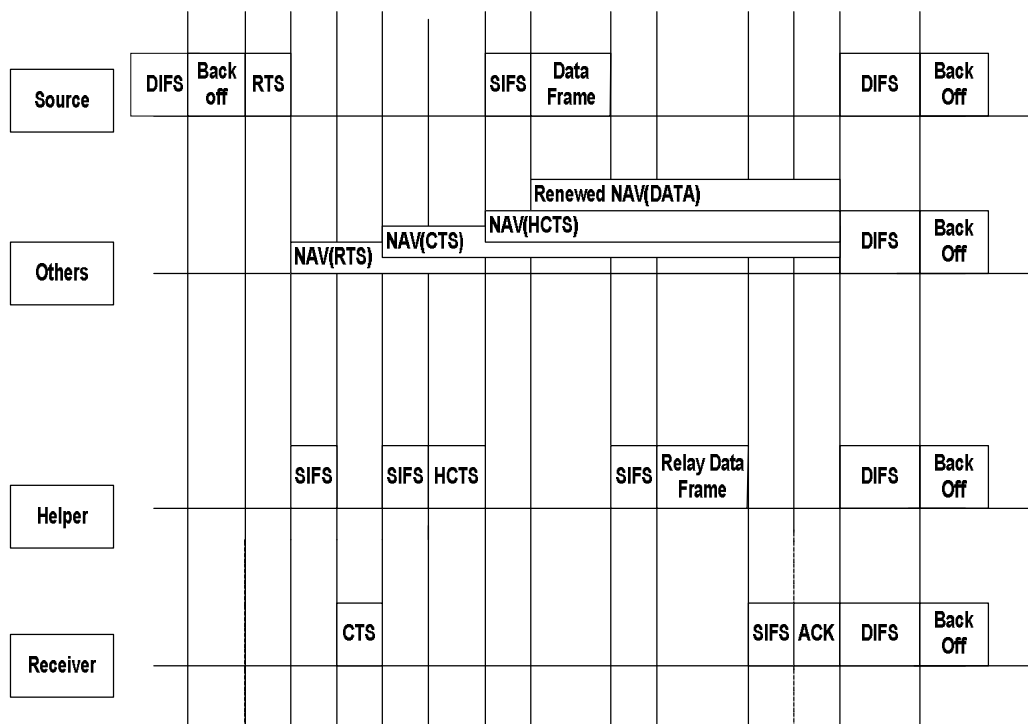 Source
DIFS
Back
off
RTS
SIFS
Data
Frame
DIFS
Back
Off
Others
Renewed NAV(DATA)
NAV(HCTS)
NAV(CTS)
NAV(RTS)
DIFS
Back
Off
Helper
SIFS
SIFS
HCTS
SIFS
Relay Data
Frame
DIFS
Back
Off
Receiver
CTS
SIFS
ACK
DIFS
Back
Off